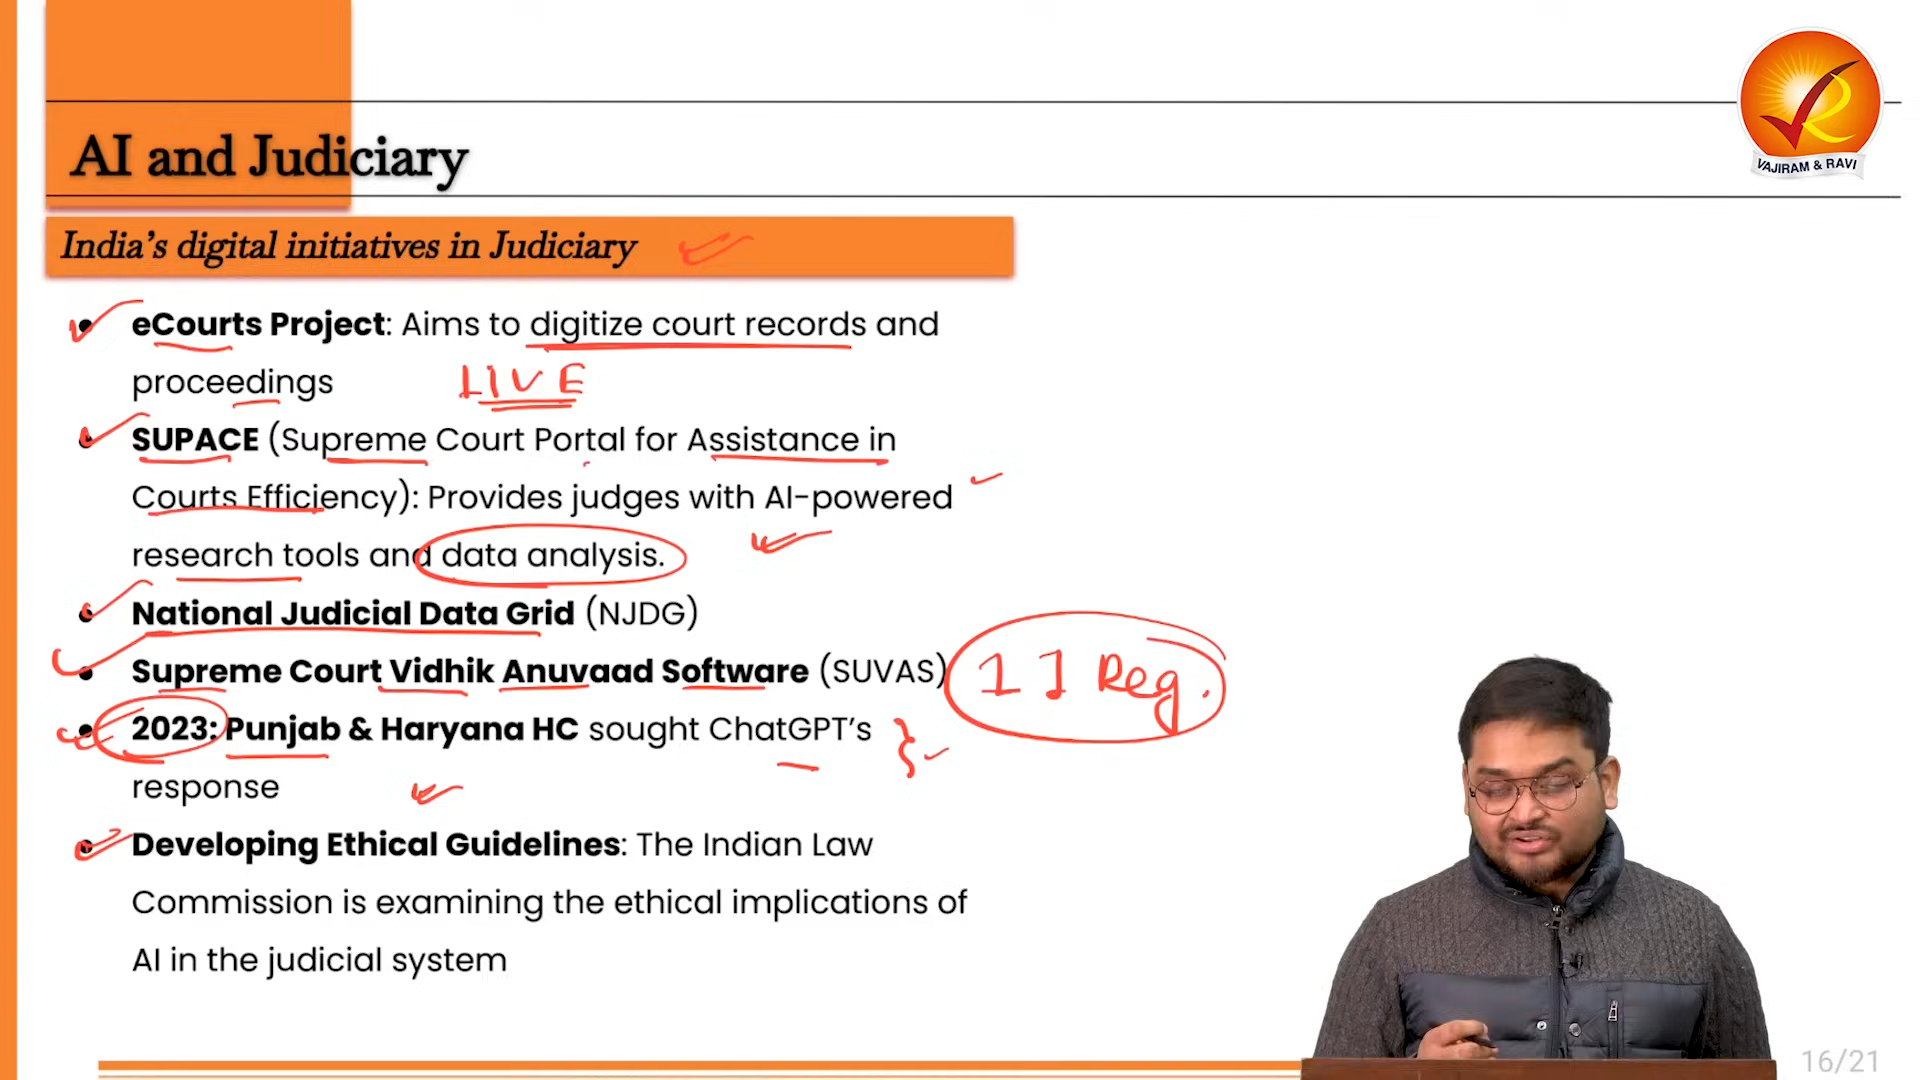 VAJIRAM & RAVI
AI and Judiciary
India's digital initiatives in Judiciary
• eCourts Project: Aims to digitize court records and
proceedings
LIVE
• SUPACE (Supreme Court Portal for Assistance in
Courts Efficiency): Provides judges with AI-powered
research tools and data analysis.
• National Judicial Data Grid (NJDG)
• Supreme Court Vidhik Anuvaad Software (SUVAS)
11 Reg.
• 2023: Punjab & Haryana HC sought ChatGPT's
response
• Developing Ethical Guidelines: The Indian Law
Commission is examining the ethical implications of
AI in the judicial system
16/21